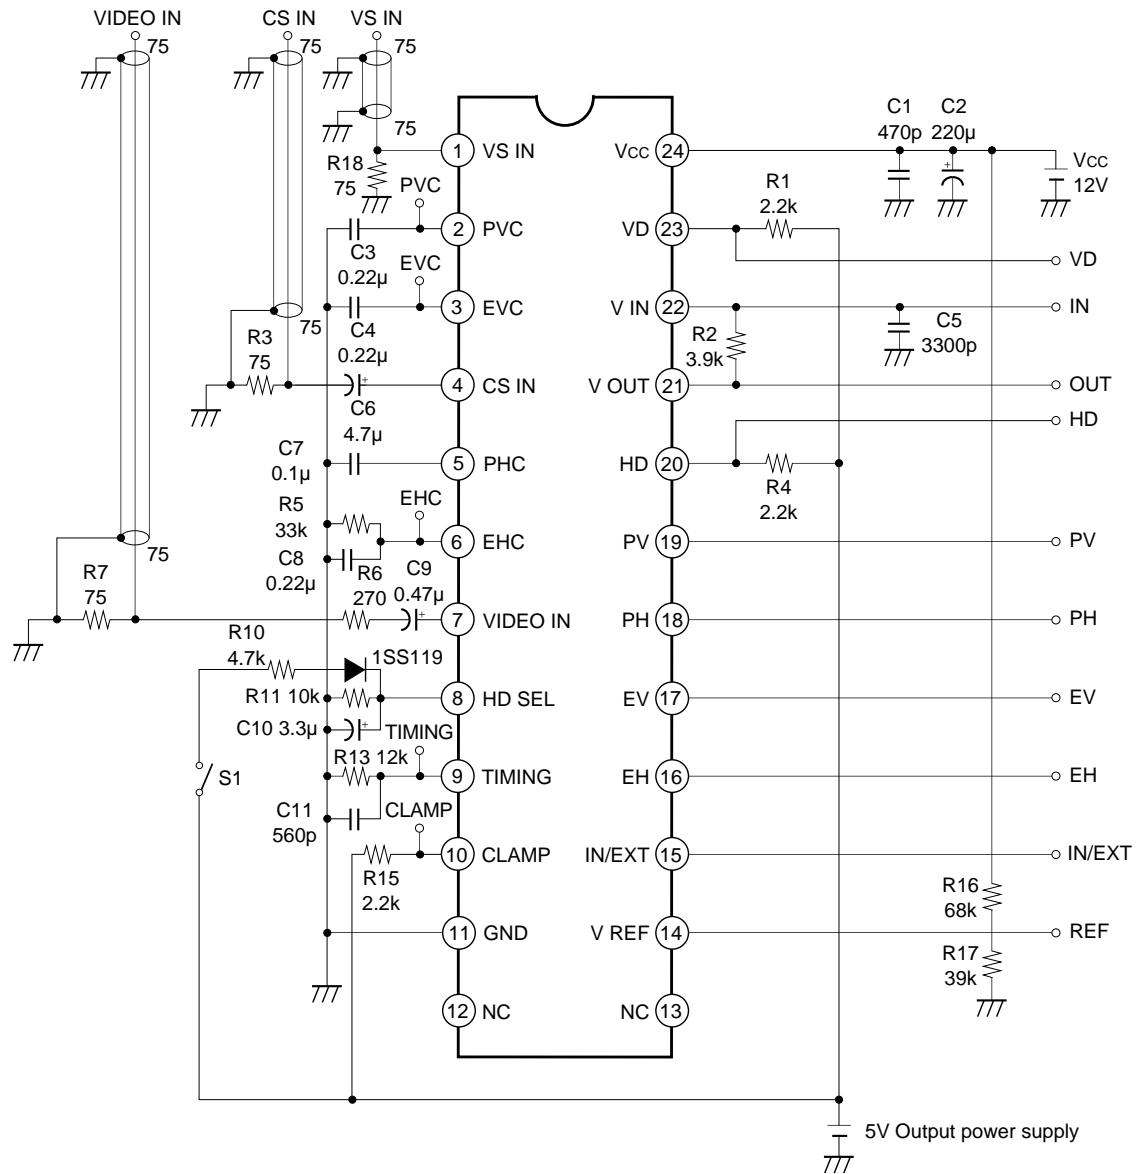 VIDEO IN
CS IN
VS IN
75
75
75
75
1
VS IN
R18
75
PVC
2
PVC
C3
0.22µ
EVC
3
EVC
C4
0.22µ
75
R3
75
4
CS IN
C6
4.7µ
C7
0.1µ
5
PHC
R5
33k
EHC
6
EHC
C8
0.22µ
75
R7
75
R6
270
C9
0.47µ
7
VIDEO IN
R10
4.7k
1SS119
R11 10k
8
HD SEL
C10 3.3µ
TIMING
S1
R13 12k
9
TIMING
C11
560p
CLAMP
10
CLAMP
R15
2.2k
11
GND
12
NC
Vcc
24
C1
470p
C2
220µ
+
Vcc
12V
R1
2.2k
VD
23
VD
V IN
22
IN
R2
3.9k
C5
3300p
V OUT
21
OUT
HD
HD
20
R4
2.2k
PV
19
PV
PH
18
PH
EV
17
EV
EH
16
EH
IN/EXT
15
IN/EXT
R16
68k
V REF
14
REF
R17
39k
NC
13
5V Output power supply